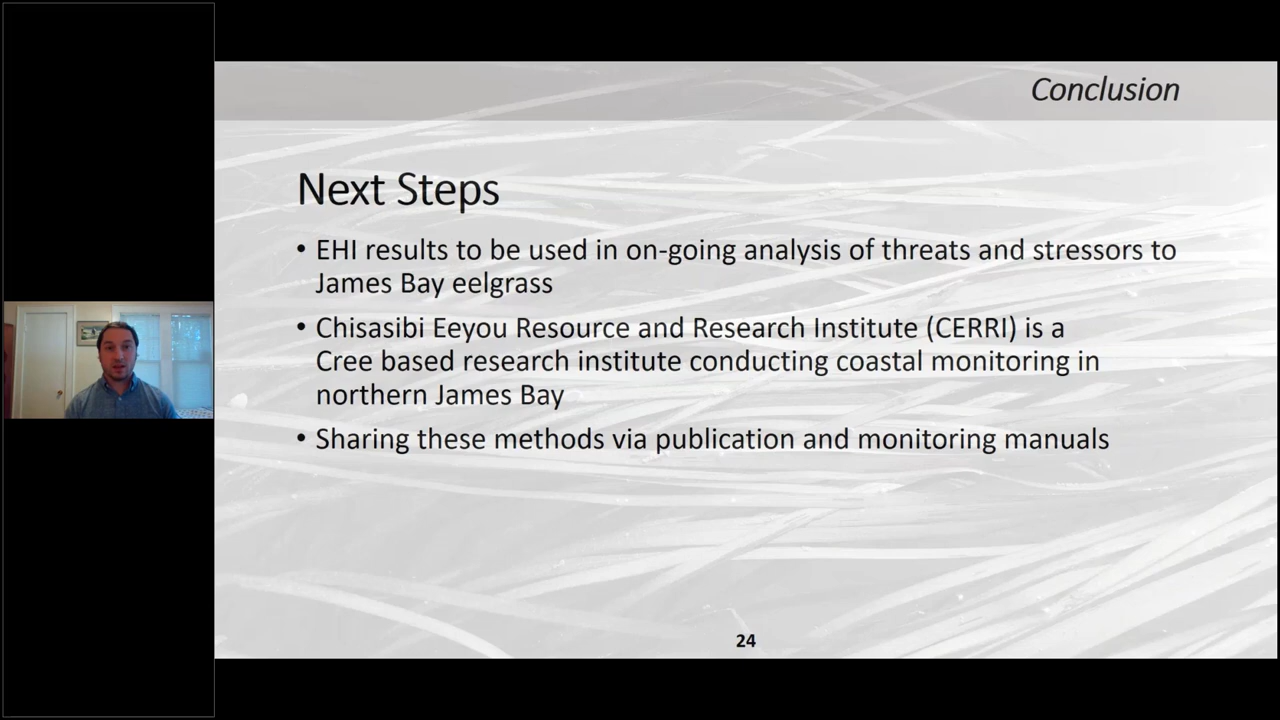 Conclusion
Next Steps
• EHI results to be used in on-going analysis of threats and stressors to
James Bay eelgrass
• Chisasibi Eeyou Resource and Research Institute (CERRI) is a
Cree based research institute conducting coastal monitoring in
northern James Bay
• Sharing these methods via publication and monitoring manuals
24